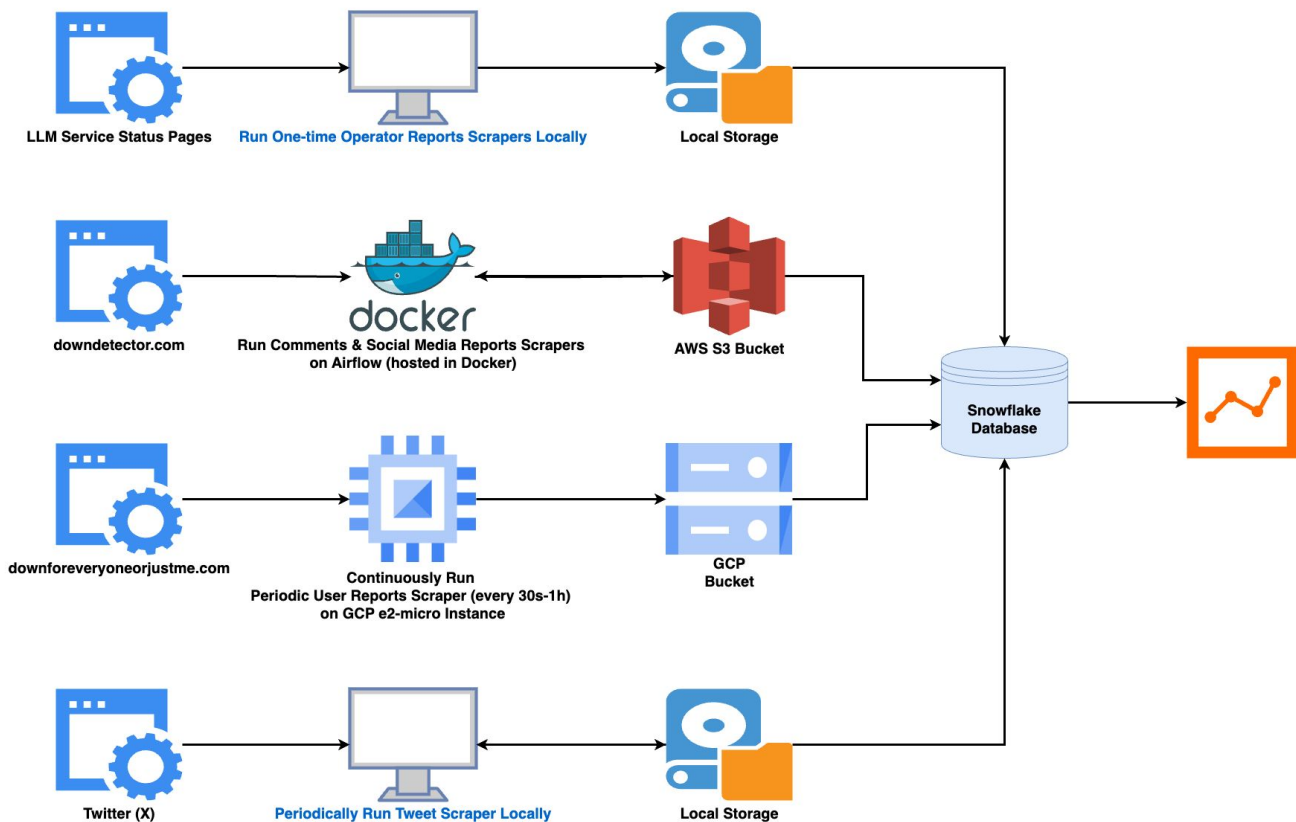 LLM Service Status Pages
Run One-time Operator Reports Scrapers Locally
Local Storage
downdetector.com
docker
Run Comments & Social Media Reports Scrapers
on Airflow (hosted in Docker)
AWS S3 Bucket
Snowflake
Database
downforeveryoneorjustme.com
Continuously Run
Periodic User Reports Scraper (every 30s-1h)
on GCP e2-micro Instance
GCP
Bucket
Twitter (X)
Periodically Run Tweet Scraper Locally
Local Storage